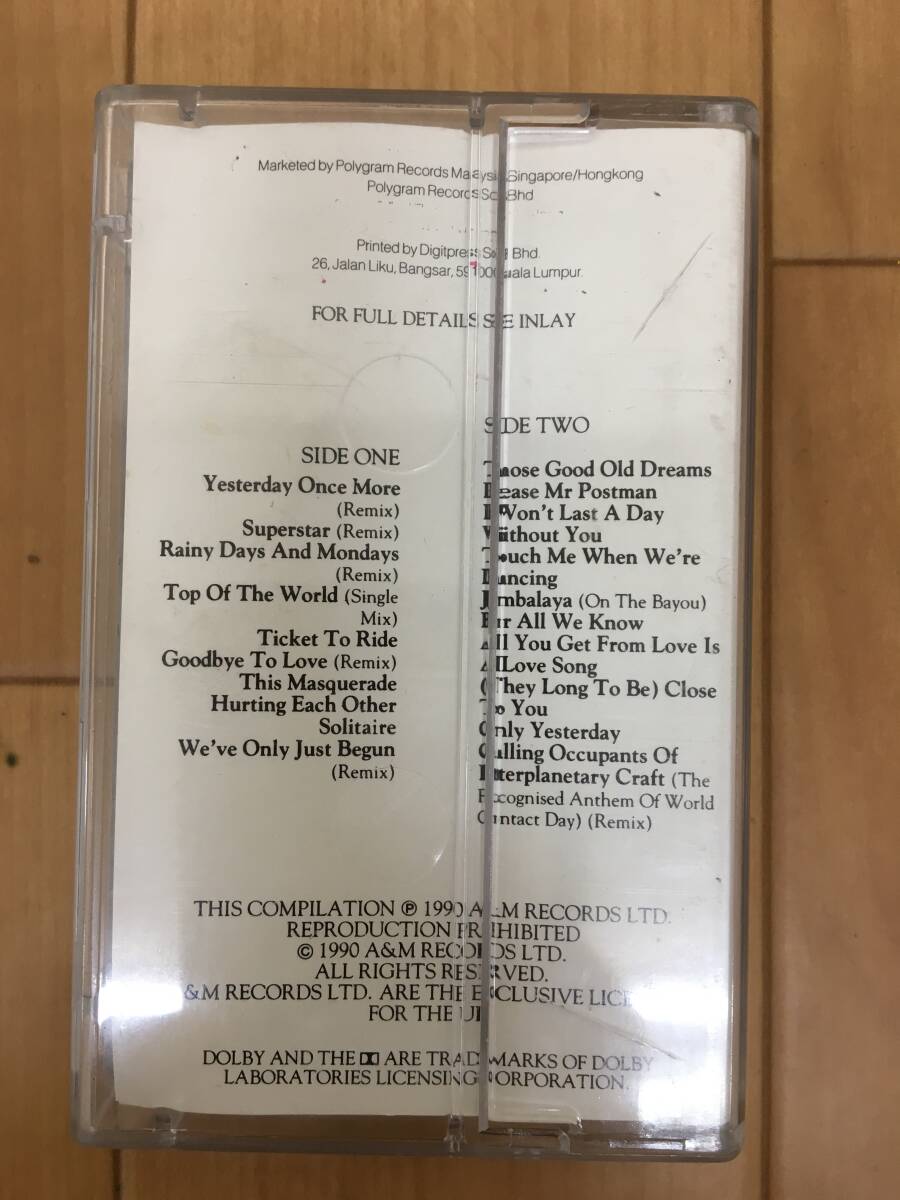 Marketed by Polygram Records Malaysia/Singapore/Hongkong
Polygram Records Sdn Bhd
Printed by Digitpress Sdn Bhd.
26, Jalan Liku, Bangsar, 59100 Kuala Lumpur.
FOR FULL DETAILS SEE INLAY
SIDE ONE
Yesterday Once More
(Remix)
Superstar (Remix)
Rainy Days And Mondays
(Remix)
Top Of The World (Single
Mix)
Ticket To Ride
Goodbye To Love (Remix)
This Masquerade
Hurting Each Other
Solitaire
We've Only Just Begun
(Remix)
SIDE TWO
Those Good Old Dreams
Please Mr Postman
I Won't Last A Day
Without You
Touch Me When We're
Dancing
Jambalaya (On The Bayou)
For All We Know
All You Get From Love Is
A Love Song
(They Long To Be) Close
To You
Only Yesterday
Calling Occupants Of
Interplanetary Craft (The
Recognised Anthem Of World
Contact Day) (Remix)
THIS COMPILATION ℗ 1990 A&M RECORDS LTD.
REPRODUCTION PROHIBITED
© 1990 A&M RECORDS LTD.
ALL RIGHTS RESERVED.
&M RECORDS LTD. ARE THE EXCLUSIVE
FOR THE
DOLBY AND THE ARE TRADEMARKS OF DOLBY
LABORATORIES LICENSING CORPORATION.